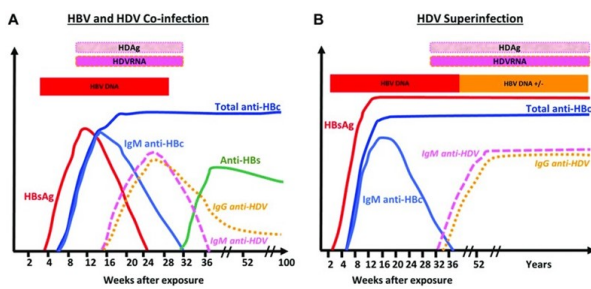 A
HBV and HDV Co-infection
HDAg
HDVRNA
HBV DNA
Total anti-HBc
IgM anti-HBc
Anti-HBs
HBsAg
IgG anti-HDV
IgM anti-HDV
2 4 8 12 16 20 24 28 32 36 52 100
Weeks after exposure
B
HDV Superinfection
HDAg
HDVRNA
HBV DNA
HBV DNA +/-
HBsAg
Total anti-HBc
IgM anti-HDV
IgG anti-HDV
IgM anti-HBc
2 4 8 12 16 20 24 28 32 36 52 Years
Weeks after exposure